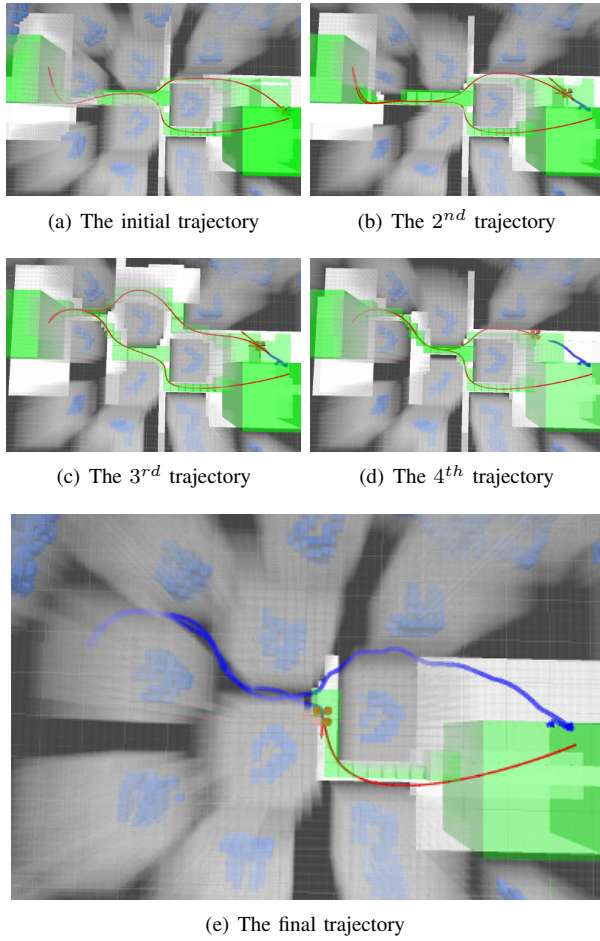 (a) The initial trajectory
(b) The 2nd trajectory
(c) The 3rd trajectory
(d) The 4th trajectory
(e) The final trajectory